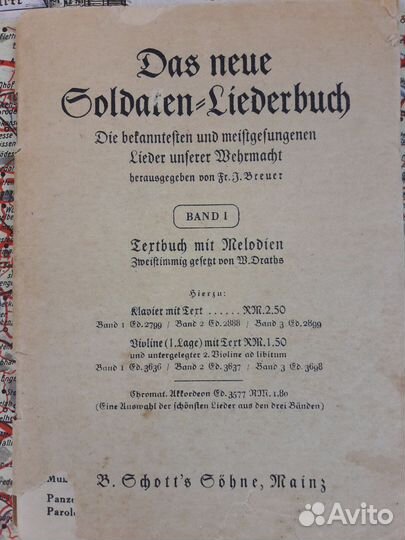 Das neue
Soldaten-Liederbuch
Die bekanntesten und meistgesungenen
Lieder unserer Wehrmacht
herausgegeben von Fr. J. Breuer
BAND I
Textbuch mit Melodien
Zweistimmig gesetzt von W. Draths
Hierzu:
Klavier mit Text ...... RM. 2.50
Band 1 Ed. 2799 / Band 2 Ed. 2888 / Band 3 Ed. 2899
Violine (1. Lage) mit Text RM. 1.50
und untergelegter 2. Violine ad libitum
Band 1 Ed. 3636 / Band 2 Ed. 3637 / Band 3 Ed. 3698
Chromat. Akkordeon Ed. 3577 RM. 1.80
(Eine Auswahl der schönsten Lieder aus den drei Bänden)
B. Schott's Söhne, Mainz
Mu
Panze
Parole
Avito